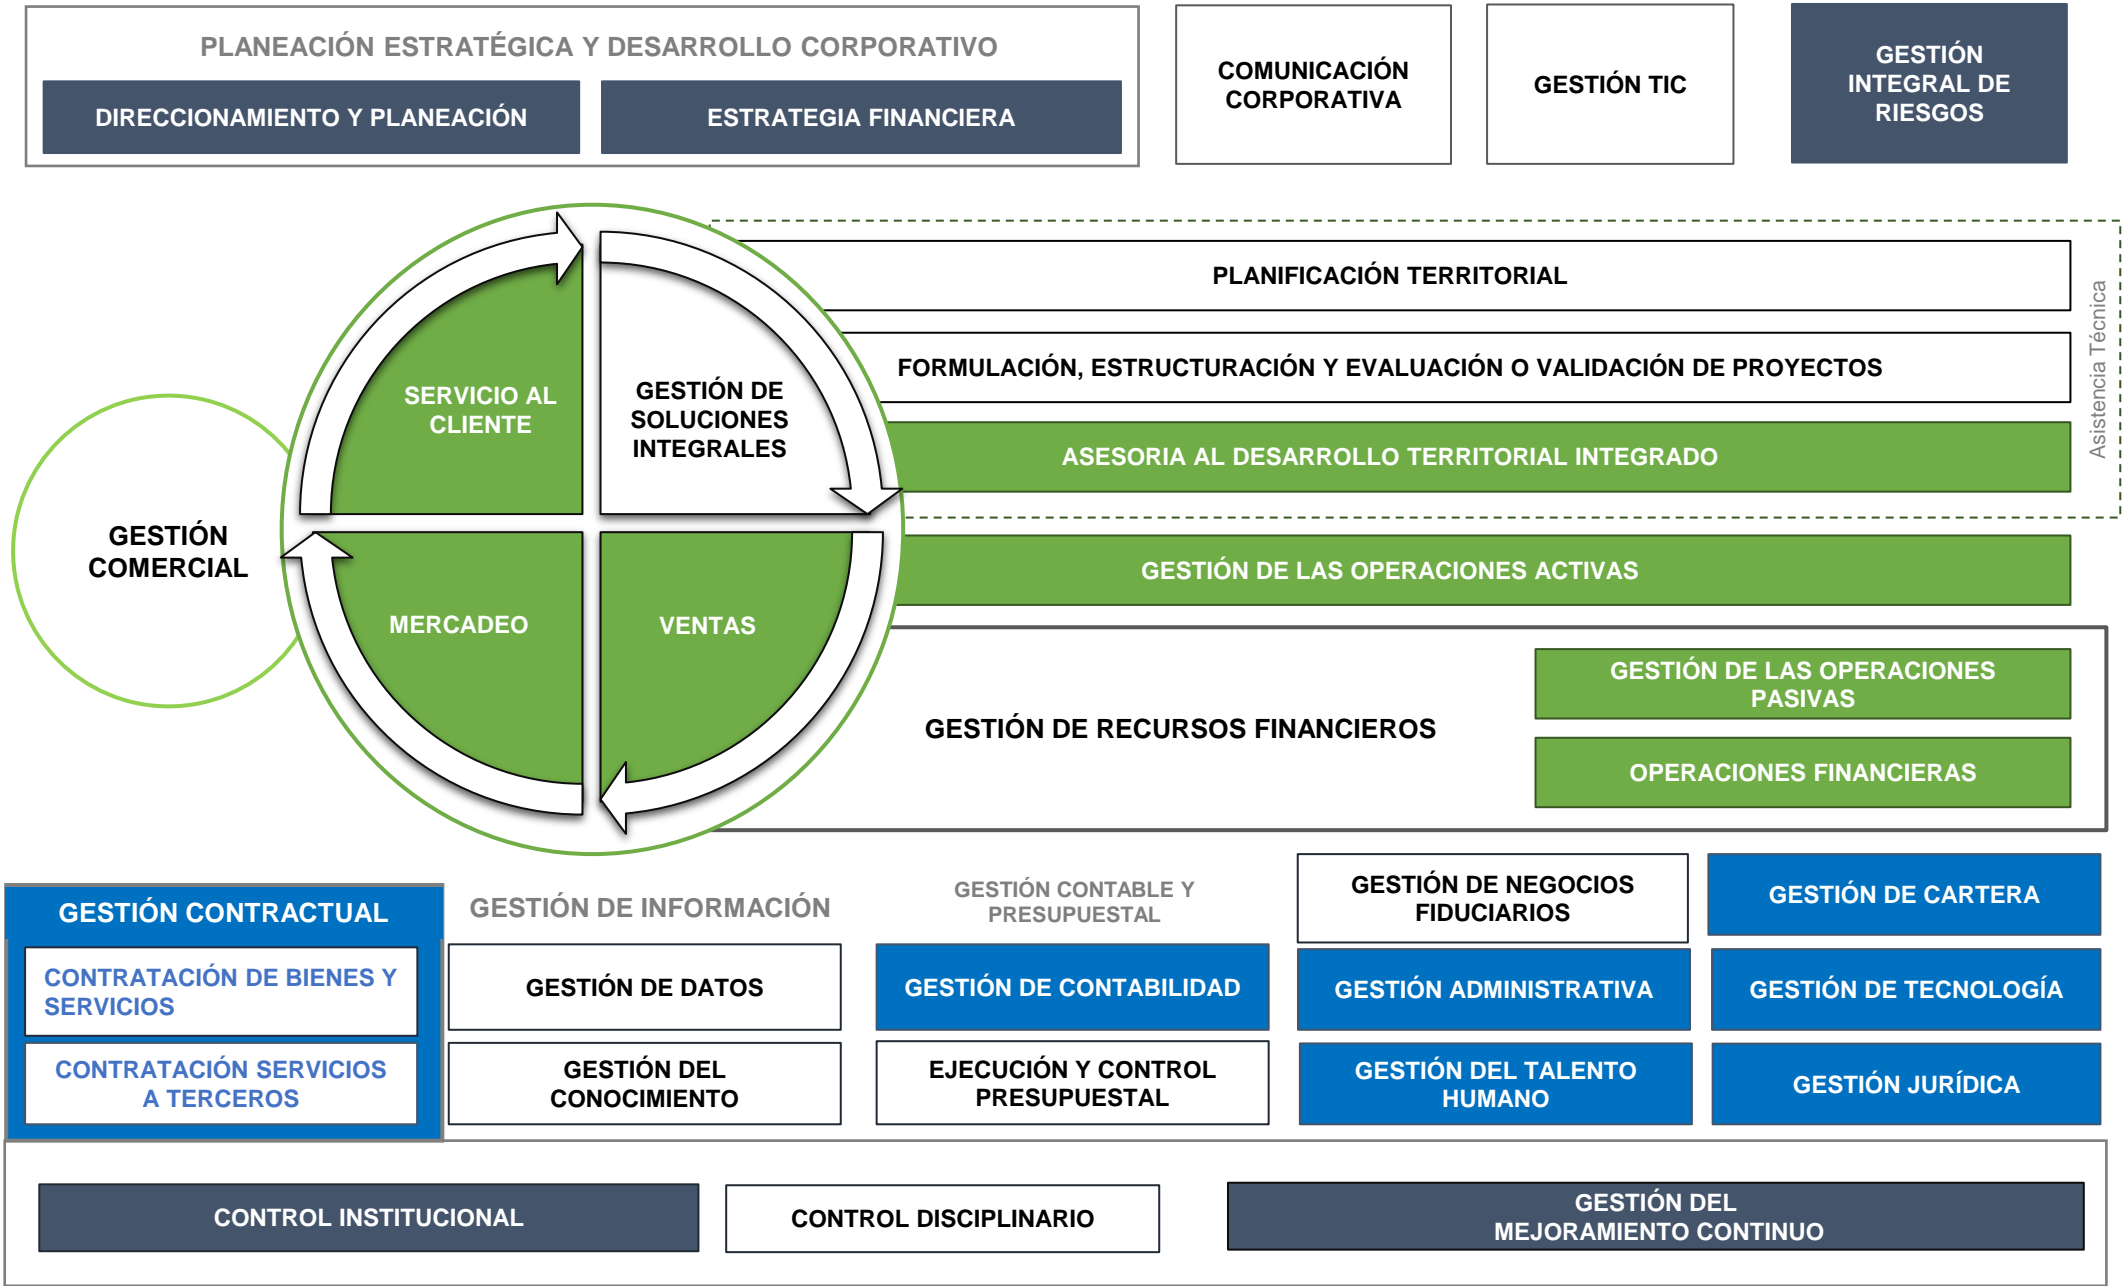 PLANEACIÓN ESTRATÉGICA Y DESARROLLO CORPORATIVO
DIRECCIONAMIENTO Y PLANEACIÓN
ESTRATEGIA FINANCIERA
COMUNICACIÓN
CORPORATIVA
GESTIÓN TIC
GESTIÓN
INTEGRAL DE
RIESGOS
PLANIFICACIÓN TERRITORIAL
FORMULACIÓN, ESTRUCTURACIÓN Y EVALUACIÓN O VALIDACIÓN DE PROYECTOS
ASESORIA AL DESARROLLO TERRITORIAL INTEGRADO
Asistencia Técnica
GESTIÓN
COMERCIAL
SERVICIO AL
CLIENTE
GESTIÓN DE
SOLUCIONES
INTEGRALES
MERCADEO
VENTAS
GESTIÓN DE LAS OPERACIONES ACTIVAS
GESTIÓN DE RECURSOS FINANCIEROS
GESTIÓN DE LAS OPERACIONES
PASIVAS
OPERACIONES FINANCIERAS
GESTIÓN CONTRACTUAL
CONTRATACIÓN DE BIENES Y
SERVICIOS
CONTRATACIÓN SERVICIOS
A TERCEROS
GESTIÓN DE INFORMACIÓN
GESTIÓN DE DATOS
GESTIÓN DEL
CONOCIMIENTO
GESTIÓN CONTABLE Y
PRESUPUESTAL
GESTIÓN DE CONTABILIDAD
EJECUCIÓN Y CONTROL
PRESUPUESTAL
GESTIÓN DE NEGOCIOS
FIDUCIARIOS
GESTIÓN ADMINISTRATIVA
GESTIÓN DEL TALENTO
HUMANO
GESTIÓN DE CARTERA
GESTIÓN DE TECNOLOGÍA
GESTIÓN JURÍDICA
CONTROL INSTITUCIONAL
CONTROL DISCIPLINARIO
GESTIÓN DEL
MEJORAMIENTO CONTINUO